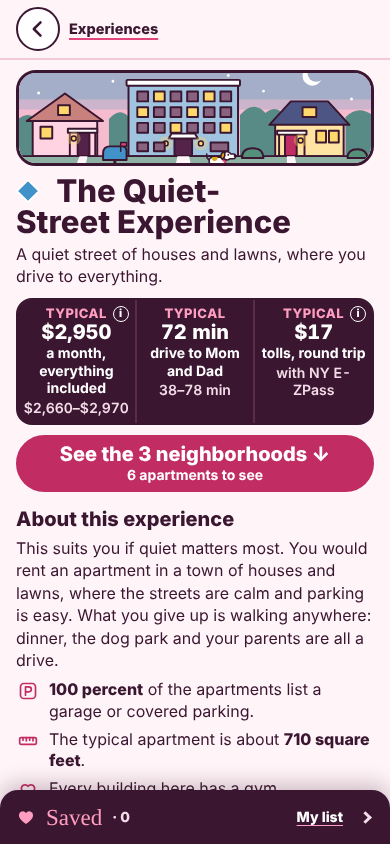 Experiences
The Quiet-
Street Experience
A quiet street of houses and lawns, where you
drive to everything.
TYPICAL
$2,950
a month,
everything
included
$2,660–$2,970
TYPICAL
72 min
drive to Mom
and Dad
38–78 min
TYPICAL
$17
tolls, round trip
with NY E-
ZPass
See the 3 neighborhoods ↓
6 apartments to see
About this experience
This suits you if quiet matters most. You would
rent an apartment in a town of houses and
lawns, where the streets are calm and parking
is easy. What you give up is walking anywhere:
dinner, the dog park and your parents are all a
drive.
100 percent of the apartments list a
garage or covered parking.
The typical apartment is about 710 square
feet.
Every building here has a gym
Saved · 0
My list